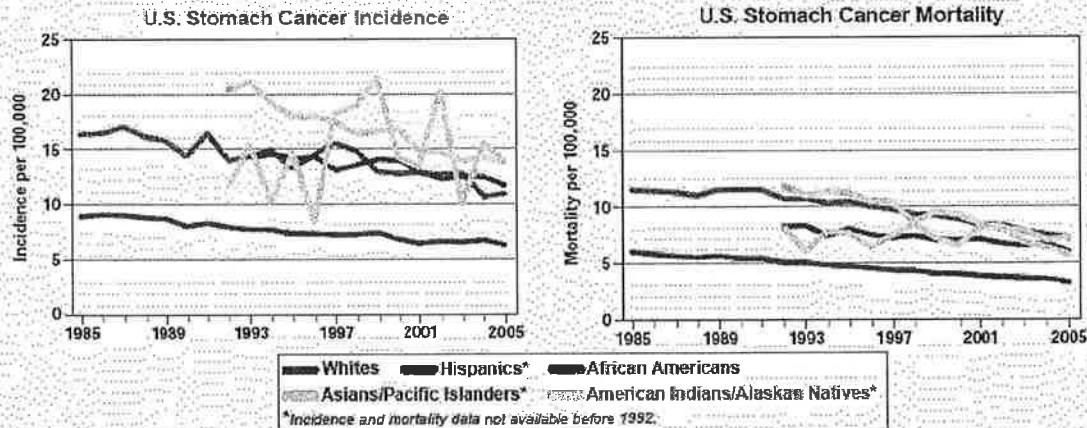 U.S. Stomach Cancer Incidence
25
20
15
10
5
0
Incidence per 100,000
1985 1989 1993 1997 2001 2005
U.S. Stomach Cancer Mortality
25
20
15
10
5
0
Mortality per 100,000
1985 1989 1993 1997 2001 2005
Whites Hispanics* African Americans
Asians/Pacific Islanders* American Indians/Alaskan Natives*
*Incidence and mortality data not available before 1992.